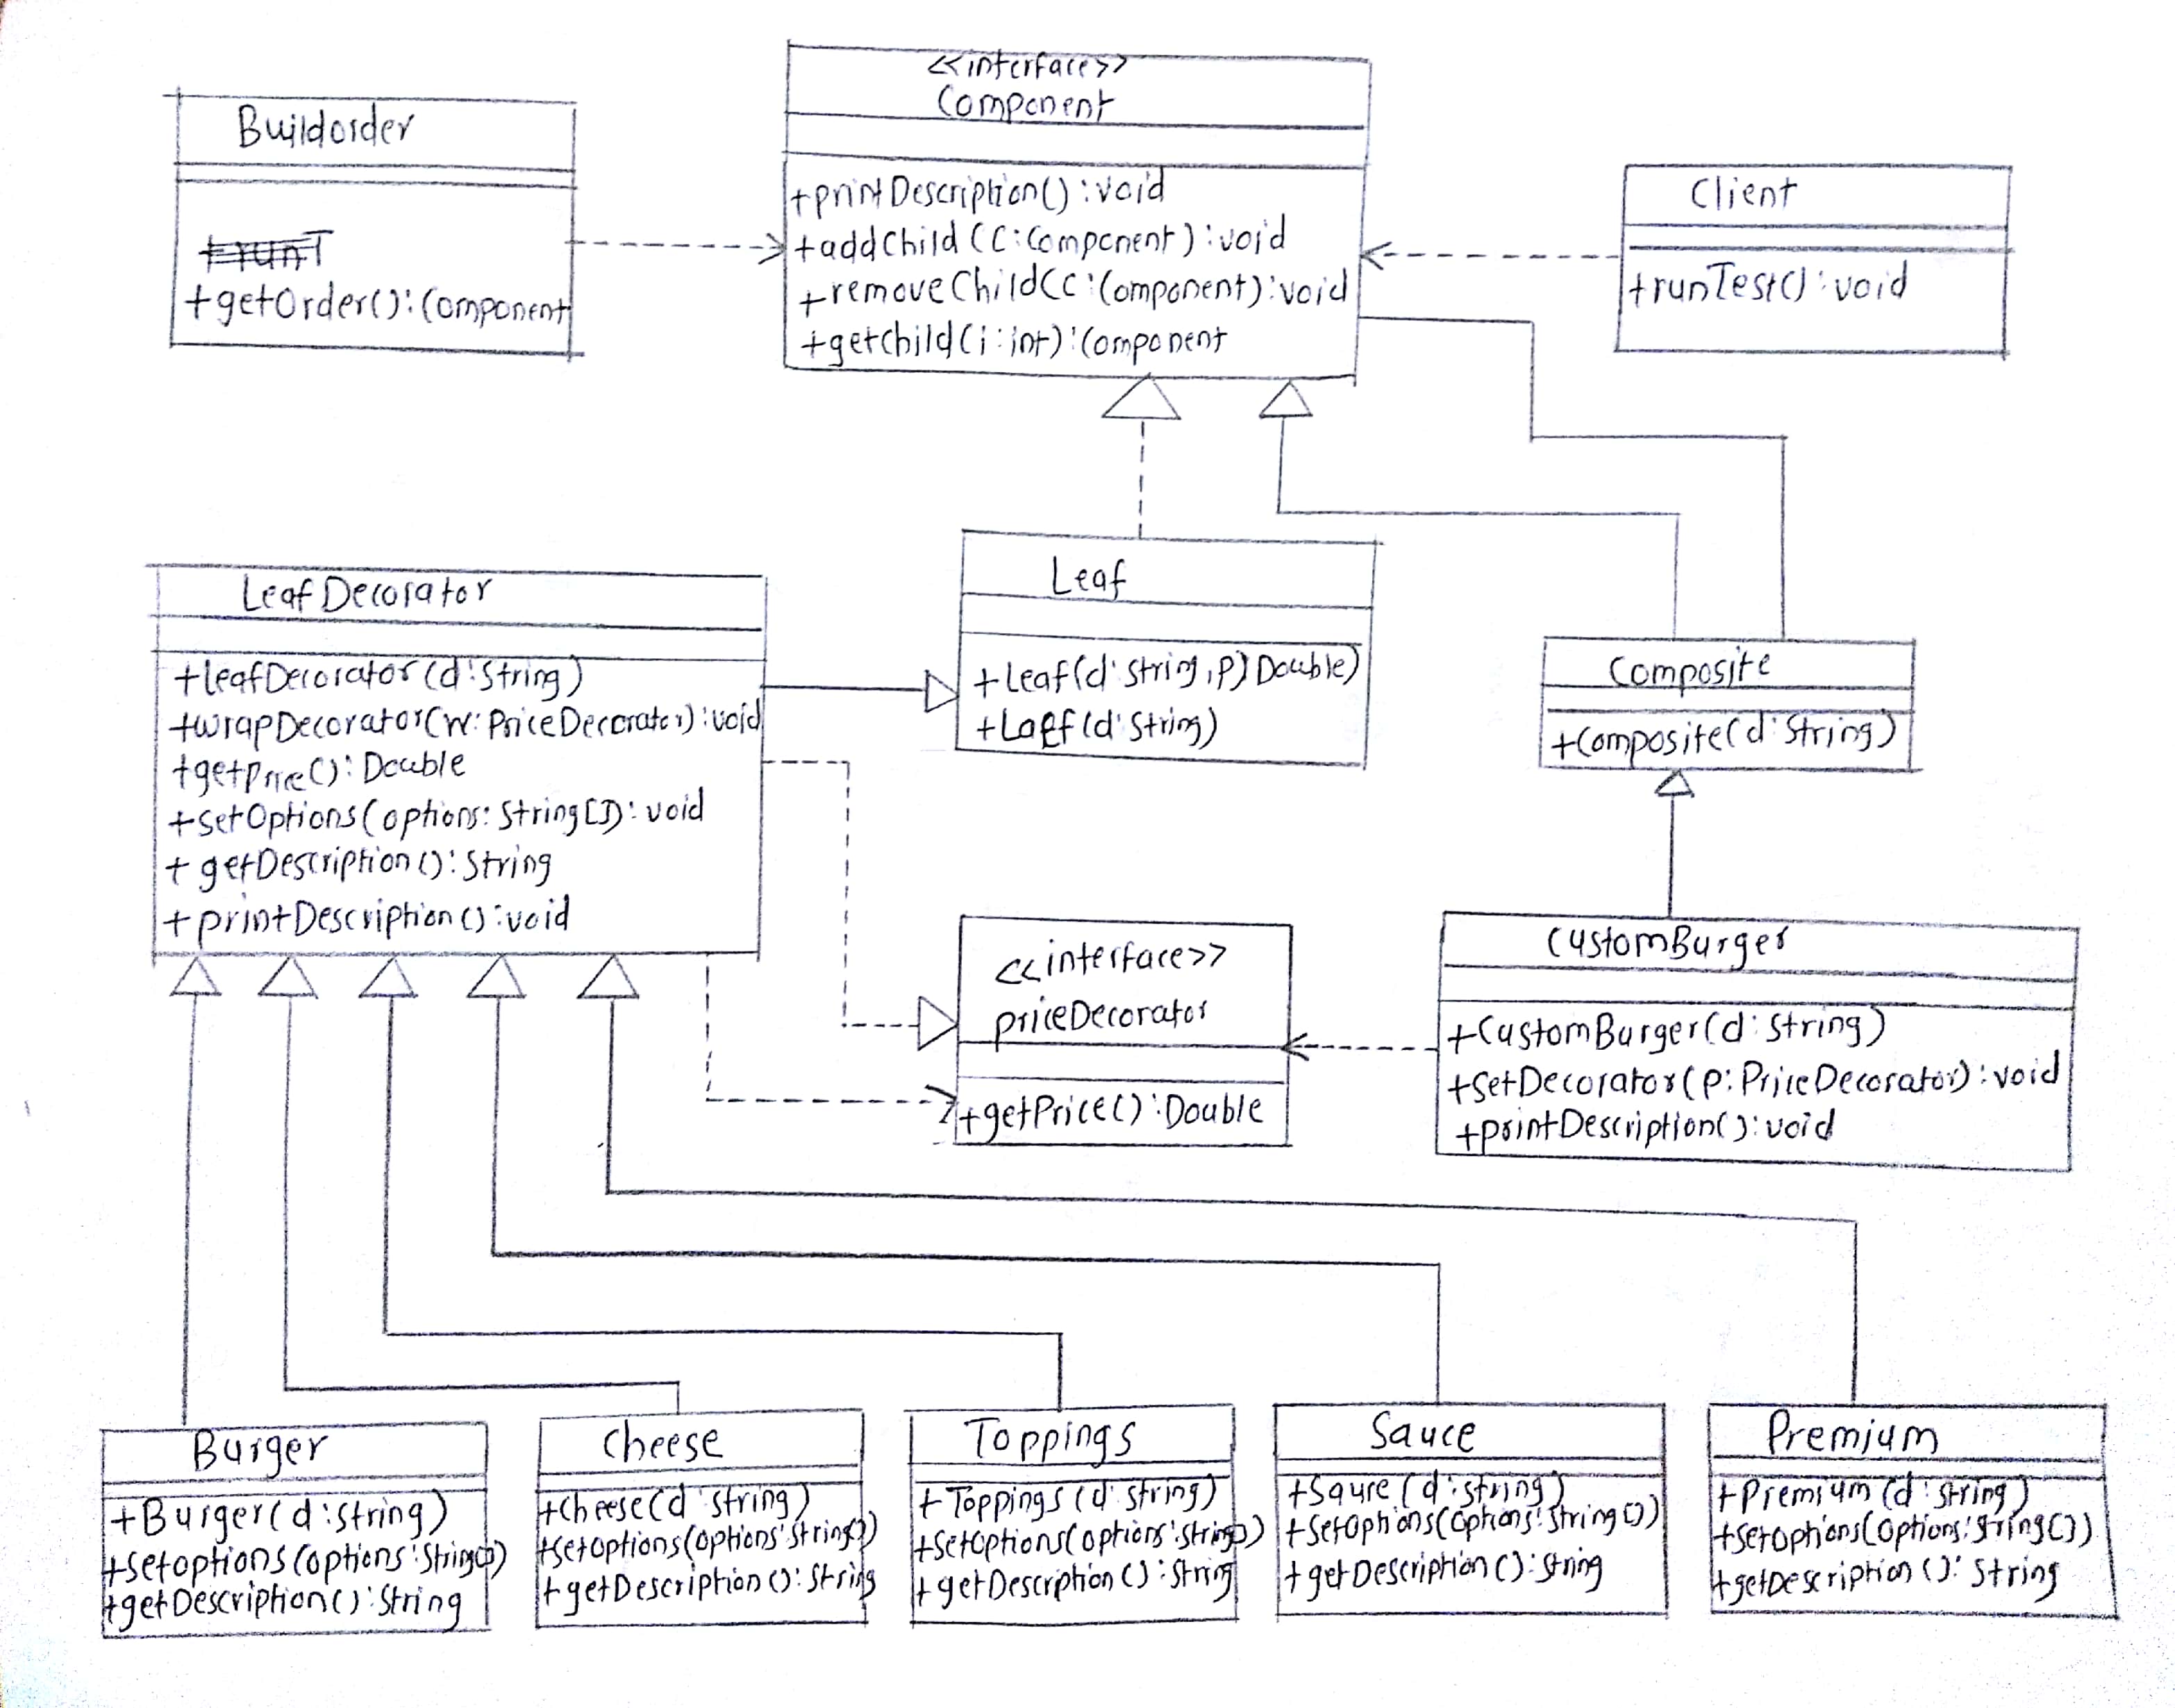 <<interface>>
Component
+printDescription() : void
+addChild(c: Component) : void
+removeChild(c: Component) : void
+getChild(i: int) : Component
Buildorder
+runT
+getOrder() : Component
Client
+runTest() : void
Leaf
+Leaf(d: String, p) Double)
+Laef(d: String)
LeafDecorator
+leafDecorator(d: String)
+wrapDecorator(w: PriceDecorator) : void
+getPrice() : Double
+setOptions(options: String[]) : void
+ getDescription() : String
+ printDescription() : void
Composite
+Composite(d: String)
<<interface>>
priceDecorator
+getPrice() : Double
CustomBurger
+CustomBurger(d: String)
+setDecorator(p: PriceDecorator) : void
+printDescription() : void
Burger
+Burger(d: String)
+setoptions(options: String[])
+getDescription() : String
Cheese
+Cheese(d: String)
+setoptions(options: String[])
+getDescription() : String
Toppings
+Toppings(d: String)
+setOptions(options: String[])
+getDescription() : String
Sauce
+Saure(d: String)
+setOptions(options: String[])
+getDescription() : String
Premium
+Premium(d: String)
+setOptions(options: String[])
+getDescription() : String